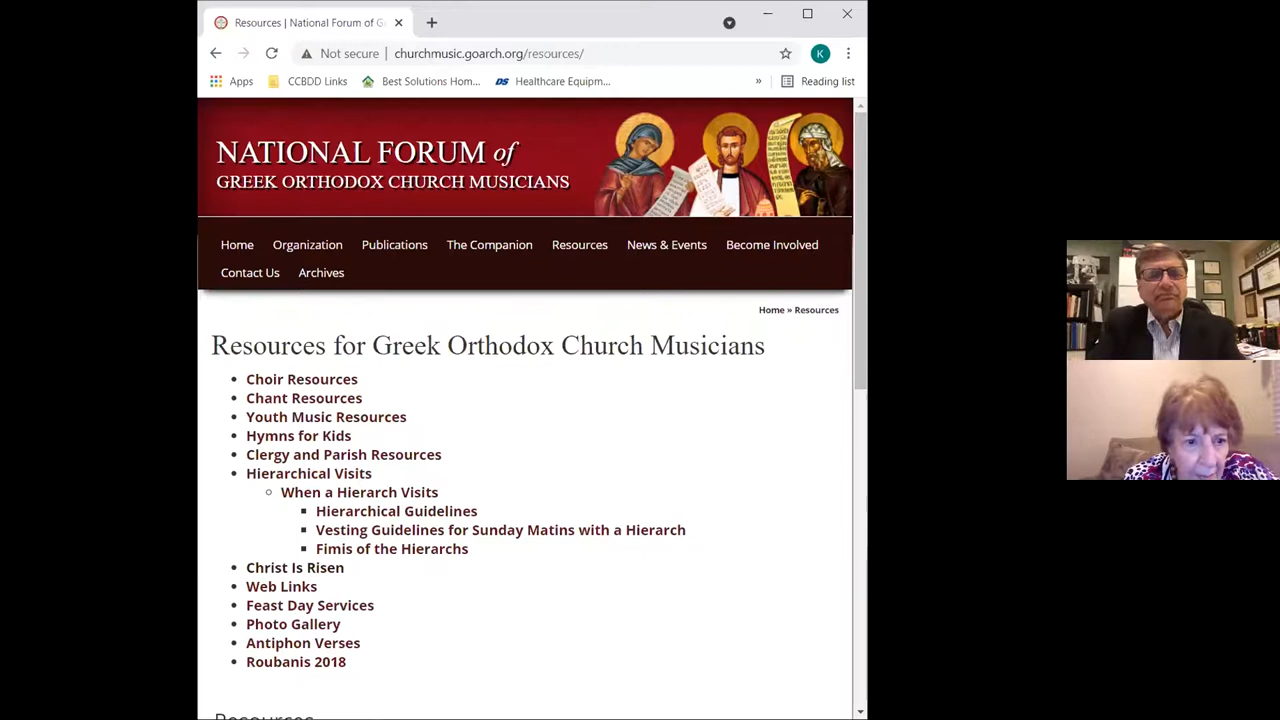 Resources | National Forum of G
Not secure
churchmusic.goarch.org/resources/
K
Apps
CCBDD Links
Best Solutions Hom...
DS
Healthcare Equipm...
»
Reading list
NATIONAL FORUM of
GREEK ORTHODOX CHURCH MUSICIANS
Home Organization Publications The Companion Resources News & Events Become Involved
Contact Us Archives
Home » Resources
Resources for Greek Orthodox Church Musicians
Choir Resources
Chant Resources
Youth Music Resources
Hymns for Kids
Clergy and Parish Resources
Hierarchical Visits
When a Hierarch Visits
Hierarchical Guidelines
Vesting Guidelines for Sunday Matins with a Hierarch
Fimis of the Hierarchs
Christ Is Risen
Web Links
Feast Day Services
Photo Gallery
Antiphon Verses
Roubanis 2018
Resources